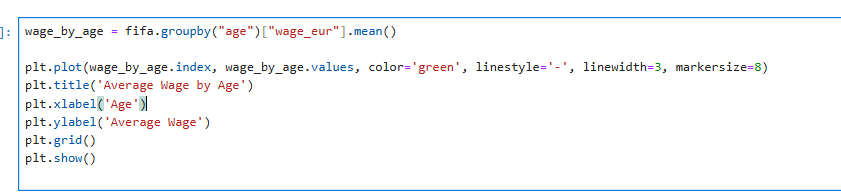 ]: wage_by_age = fifa.groupby("age")["wage_eur"].mean()
plt.plot(wage_by_age.index, wage_by_age.values, color='green', linestyle='-', linewidth=3, markersize=8)
plt.title('Average Wage by Age')
plt.xlabel('Age')
plt.ylabel('Average Wage')
plt.grid()
plt.show()